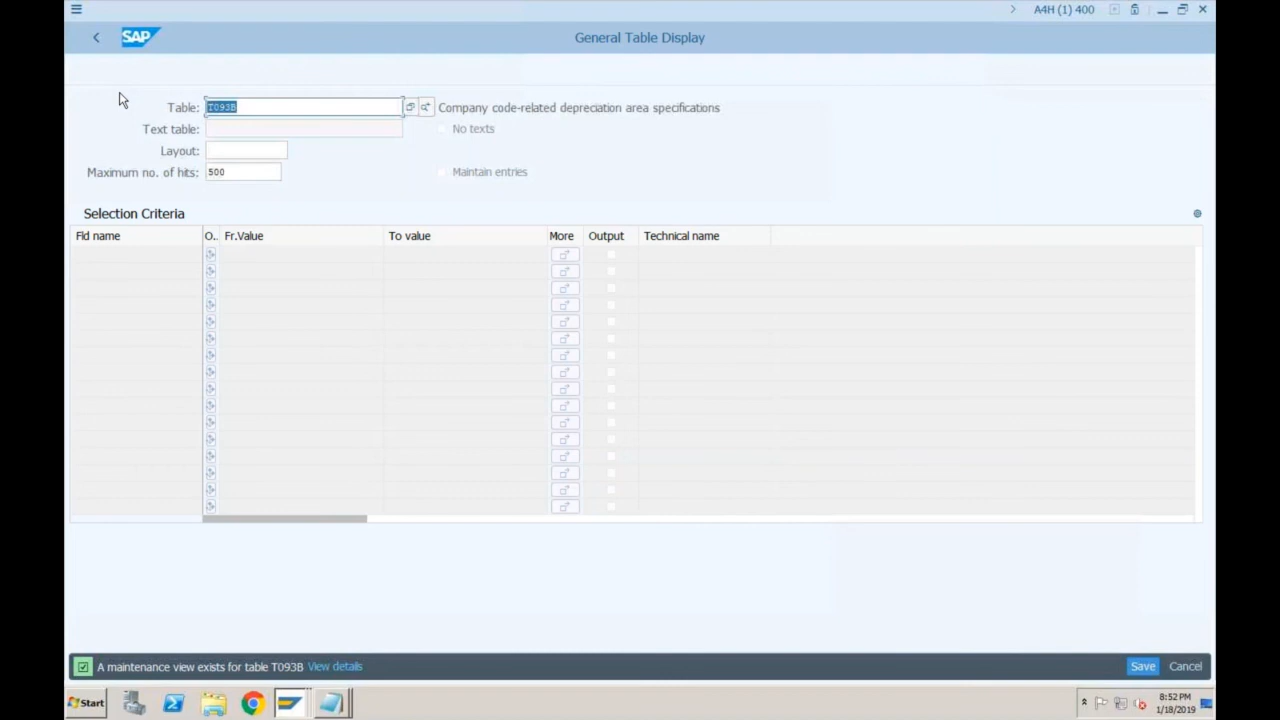 A4H (1) 400
SAP
General Table Display
Table: T093B Company code-related depreciation area specifications
Text table: No texts
Layout:
Maximum no. of hits: 500 Maintain entries
Selection Criteria
Fld name O.. Fr.Value To value More Output Technical name
A maintenance view exists for table T093B View details Save Cancel
Start 8:52 PM
1/18/2019